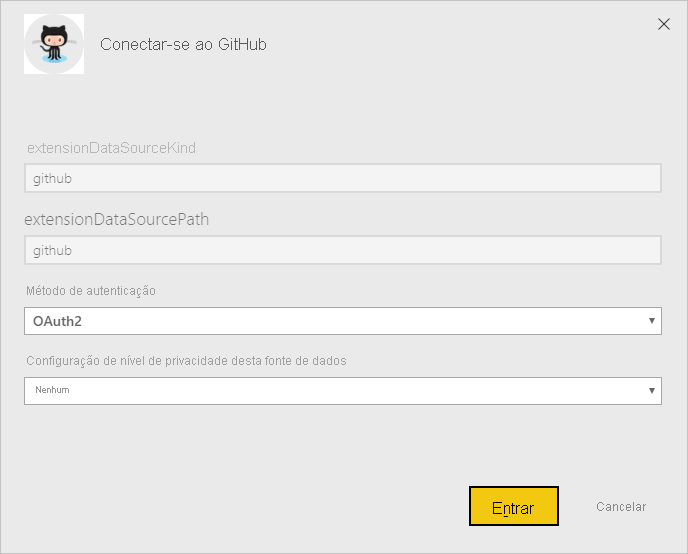 Conectar-se ao GitHub
extensionDataSourceKind
github
extensionDataSourcePath
github
Método de autenticação
OAuth2
Configuração de nível de privacidade desta fonte de dados
Nenhum
Entrar
Cancelar